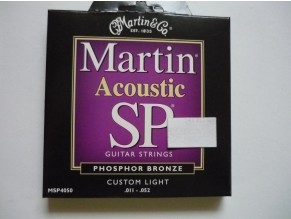 Martin & Co
EST. 1833
Martin
Acoustic
SP
GUITAR STRINGS
PHOSPHOR BRONZE
CUSTOM LIGHT
MSP4050
.011 - .052